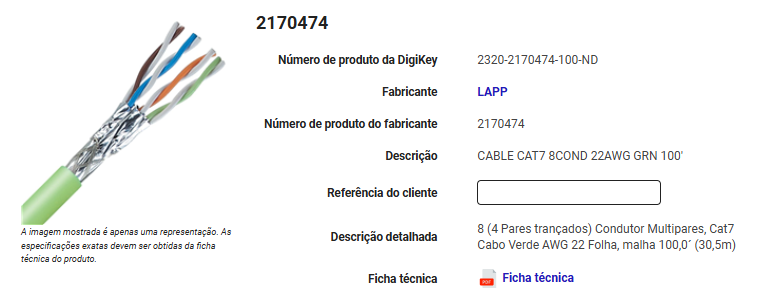 2170474
Número de produto da DigiKey 2320-2170474-100-ND
Fabricante LAPP
Número de produto do fabricante 2170474
Descrição CABLE CAT7 8COND 22AWG GRN 100'
Referência do cliente
Descrição detalhada 8 (4 Pares trançados) Condutor Multipares, Cat7
Cabo Verde AWG 22 Folha, malha 100,0´ (30,5m)
Ficha técnica PDF Ficha técnica
A imagem mostrada é apenas uma representação. As
especificações exatas devem ser obtidas da ficha
técnica do produto.